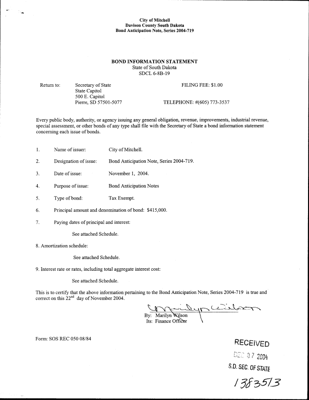 City of Mitchell
Davison County South Dakota
Bond Anticipation Note, Series 2004-719
BOND INFORMATION STATEMENT
State of South Dakota
SDCL 6-8B-19
Return to: Secretary of State FILING FEE: $1.00
State Capitol
500 E. Capitol
Pierre, SD 57501-5077 TELEPHONE: #(605) 773-3537
Every public body, authority, or agency issuing any general obligation, revenue, improvements, industrial revenue,
special assessment, or other bonds of any type shall file with the Secretary of State a bond information statement
concerning each issue of bonds.
1. Name of issuer: City of Mitchell.
2. Designation of issue: Bond Anticipation Note, Series 2004-719.
3. Date of issue: November 1, 2004.
4. Purpose of issue: Bond Anticipation Notes
5. Type of bond: Tax Exempt.
6. Principal amount and denomination of bond: $415,000.
7. Paying dates of principal and interest:
See attached Schedule.
8. Amortization schedule:
See attached Schedule.
9. Interest rate or rates, including total aggregate interest cost:
See attached Schedule.
This is to certify that the above information pertaining to the Bond Anticipation Note, Series 2004-719 is true and
correct on this 22nd day of November 2004.
Marilyn Wilson
By: Marilyn Wilson
Its: Finance Officer
Form: SOS REC 050-08/84
RECEIVED
DEC 07 2004
S.D. SEC. OF STATE
1383513